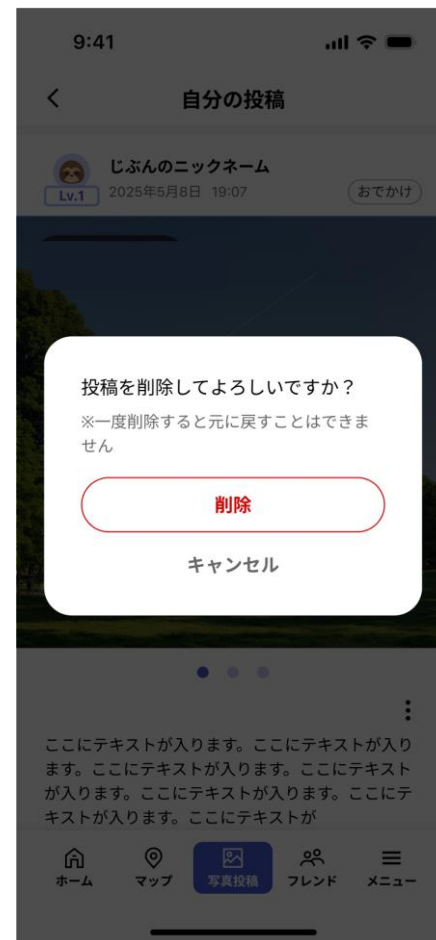 9:41
自分の投稿
じぶんのニックネーム
Lv.1 2025年5月8日 19:07 おでかけ
投稿を削除してよろしいですか？
※一度削除すると元に戻すことはできま
せん
削除
キャンセル
ここにテキストが入ります。ここにテキストが入り
ます。ここにテキストが入ります。ここにテキスト
が入ります。ここにテキストが入ります。ここにテ
キストが入ります。ここにテキストが
ホーム マップ 写真投稿 フレンド メニュー